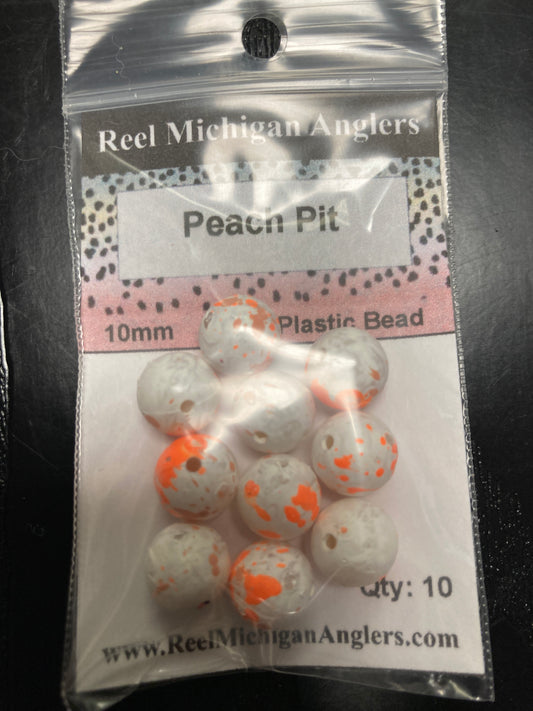 Reel Michigan Anglers
Peach Pit
10mm Plastic Bead
Qty: 10
www.ReelMichiganAnglers.com